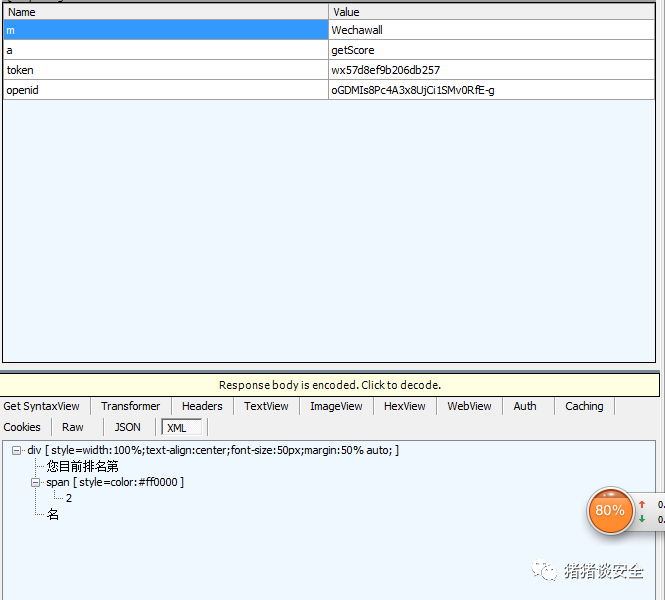 Name Value
m Wechawall
a getScore
token wx57d8ef9b206db257
openid oGDMIs8Pc4A3x8UjCi1SMv0RfE-g
Response body is encoded. Click to decode.
Get SyntaxView Transformer Headers TextView ImageView HexView WebView Auth Caching
Cookies Raw JSON XML
div [ style=width:100%;text-align:center;font-size:50px;margin:50% auto; ]
您目前排名第
span [ style=color:#ff0000 ]
2
名
80%
0.
0.
猪猪谈安全